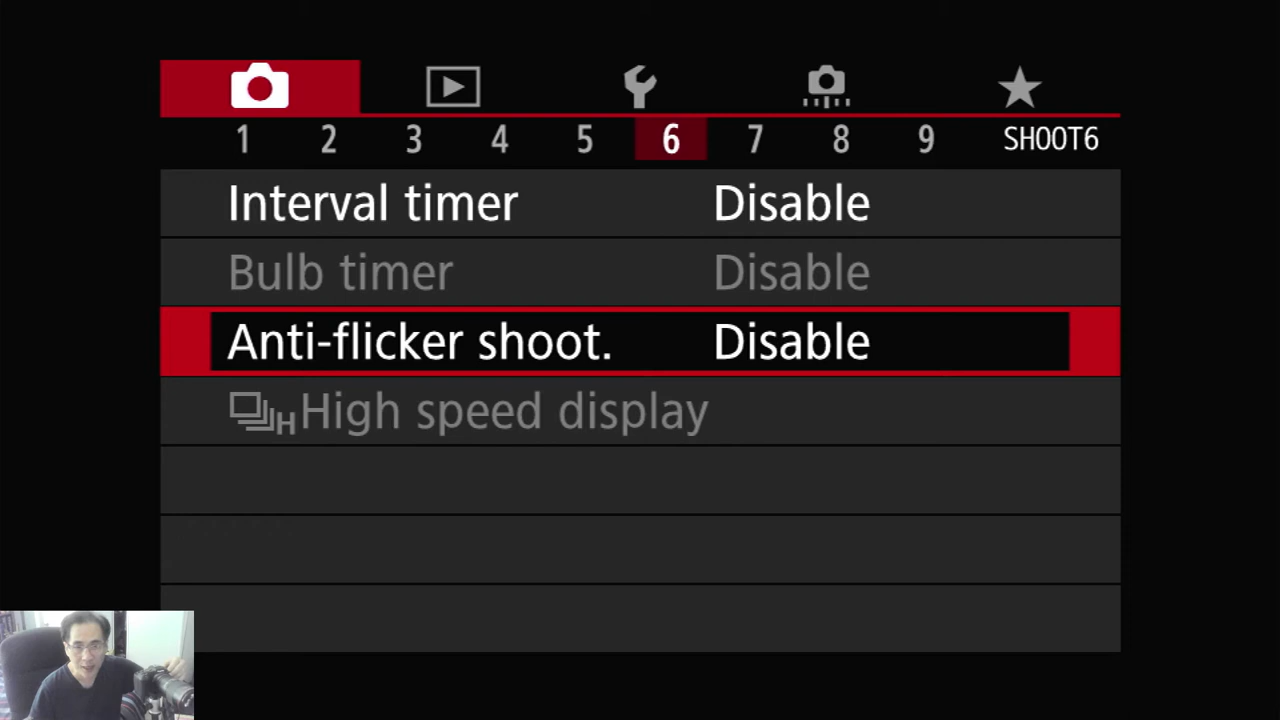 1 2 3 4 5 6 7 8 9 SHOOT6
Interval timer Disable
Bulb timer Disable
Anti-flicker shoot. Disable
H High speed display